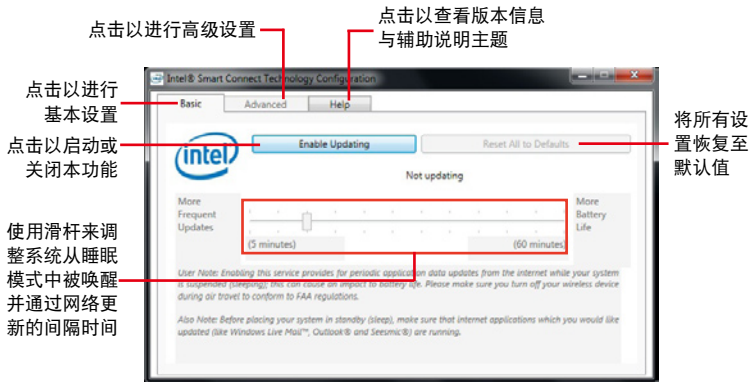 点击以进行高级设置
点击以查看版本信息
与辅助说明主题
点击以进行
基本设置
点击以启动或
关闭本功能
使用滑杆来调
整系统从睡眠
模式中被唤醒
并通过网络更
新的间隔时间
将所有设
置恢复至
默认值
Intel® Smart Connect Technology Configuration
Basic Advanced Help
intel
Enable Updating Reset All to Defaults
Not updating
More
Frequent
Updates
More
Battery
Life
(5 minutes) (60 minutes)
User Note: Enabling this service provides for periodic application data updates from the internet while your system
is suspended (sleeping); this can cause an impact to battery life. Please make sure you turn off your wireless device
during air travel to conform to FAA regulations.
Also Note: Before placing your system in standby (sleep), make sure that internet applications which you would like
updated (like Windows Live Mail™, Outlook® and Seesmic®) are running.